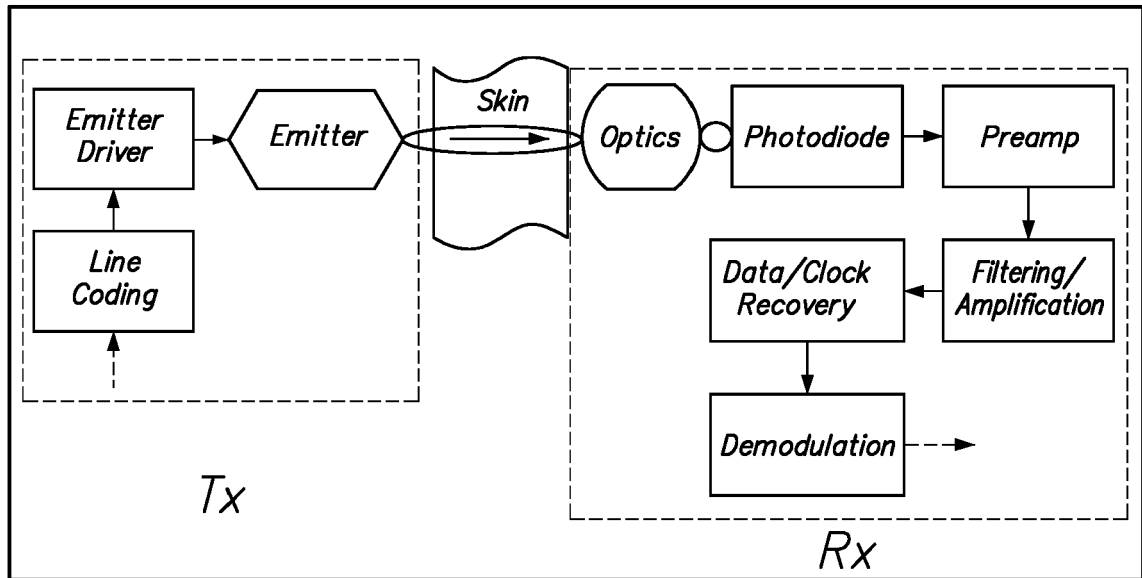 Emitter
Driver
Emitter
Skin
Optics
Photodiode
Preamp
Line
Coding
Data/Clock
Recovery
Filtering/
Amplification
Demodulation
Tx
Rx